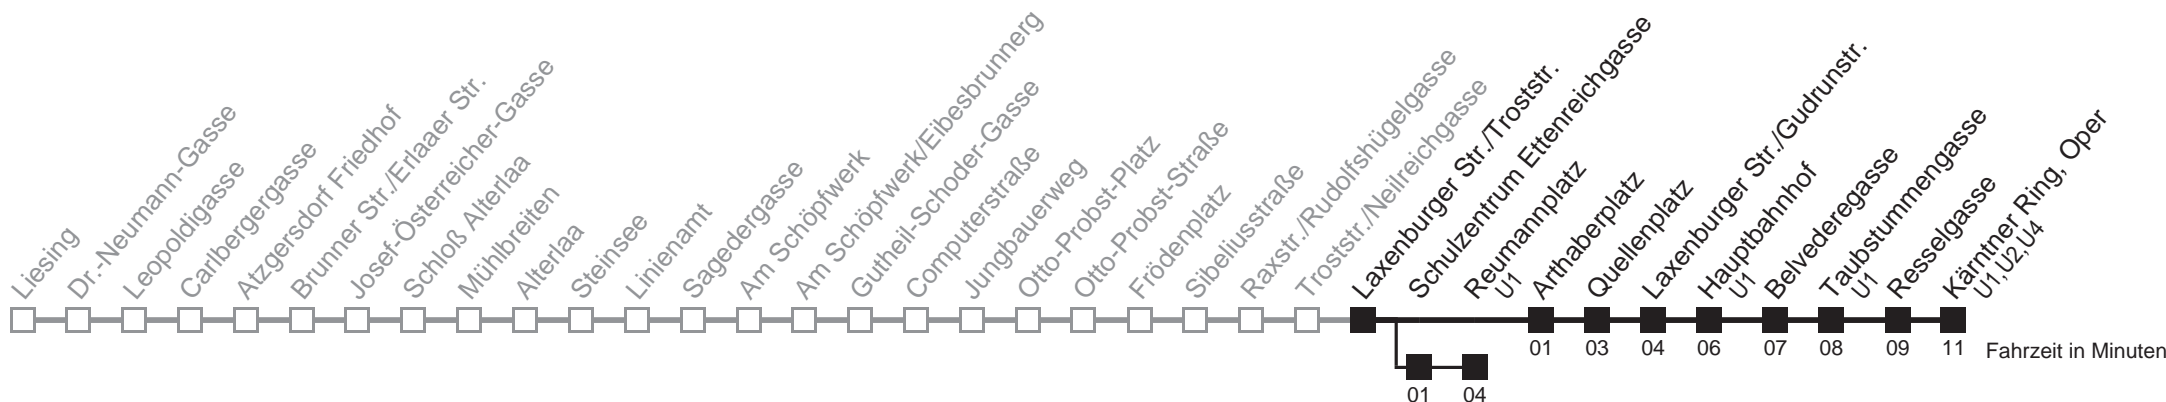 Liesing
Dr.-Neumann-Gasse
Leopoldigasse
Carlbergergasse
Atzgersdorf Friedhof
Brunner Str./Erlaaer Str.
Josef-Österreicher-Gasse
Schloß Alterlaa
Mühlbreiten
Alterlaa
Steinsee
Linienamt
Sagedergasse
Am Schöpfwerk
Am Schöpfwerk/Eibesbrunnerg
Gutheil-Schoder-Gasse
Computerstraße
Jungbauerweg
Otto-Probst-Platz
Otto-Probst-Straße
Frödenplatz
Sibeliusstraße
Raxstr./Rudolfshügelgasse
Troststr./Neilreichgasse
Laxenburger Str./Troststr.
Schulzentrum Ettenreichgasse
Reumannplatz
U1
Arthaberplatz
Quellenplatz
Laxenburger Str./Gudrunstr.
Hauptbahnhof
U1
Belvederegasse
Taubstummengasse
U1
Resselgasse
Kärntner Ring, Oper
U1,U2,U4
01 03 04 06 07 08 09 11 Fahrzeit in Minuten
01 04